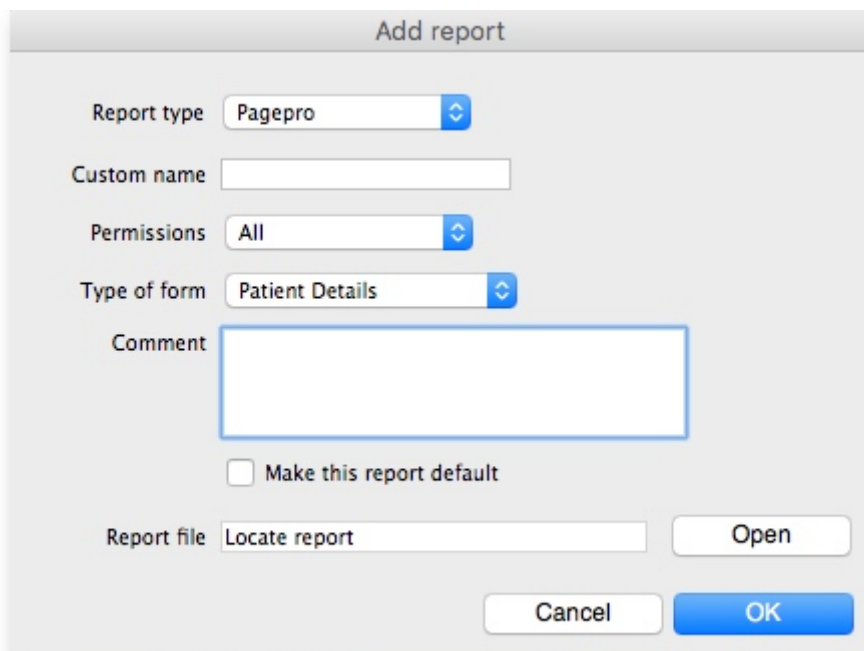 Add report
Report type Pagepro
Custom name
Permissions All
Type of form Patient Details
Comment
Make this report default
Report file Locate report Open
Cancel OK